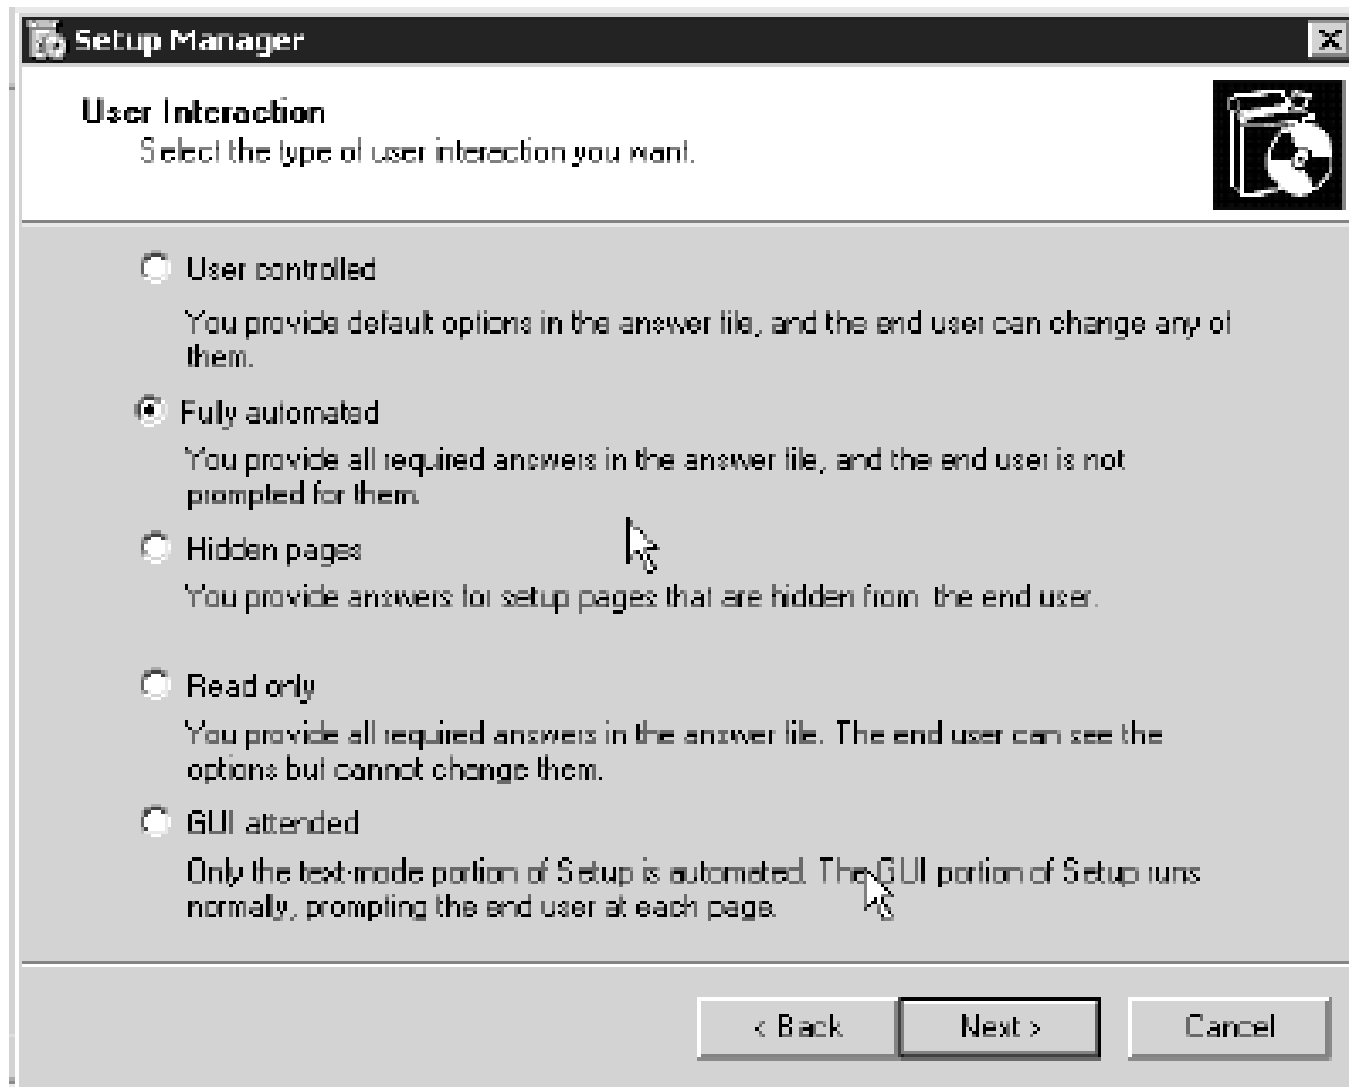 Setup Manager
User Interaction
Select the type of user interaction you want.
User controlled
You provide default options in the answer file, and the end user can change any of
them.
Fully automated
You provide all required answers in the answer file, and the end user is not
prompted for them.
Hidden pages
You provide answers for setup pages that are hidden from the end user.
Read only
You provide all required answers in the answer file. The end user can see the
options but cannot change them.
GUI attended
Only the text-mode portion of Setup is automated. The GUI portion of Setup runs
normally, prompting the end user at each page.
< Back
Next >
Cancel